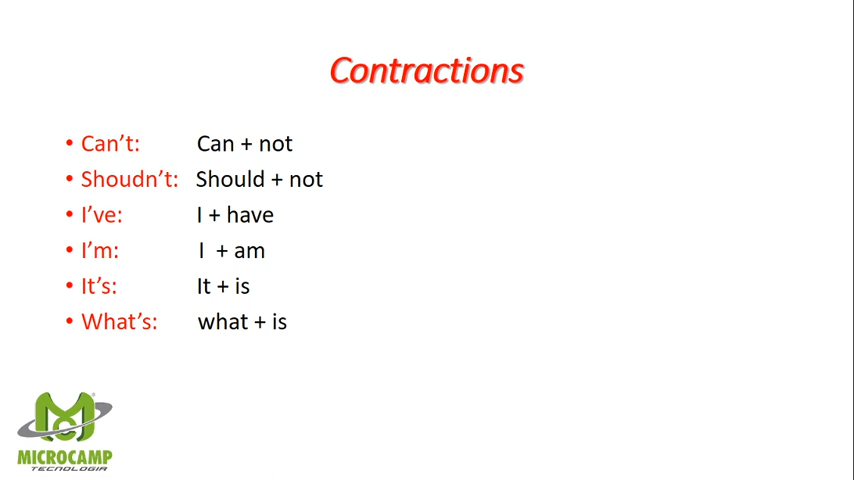 Contractions
• Can't: Can + not
• Shoudn't: Should + not
• I've: I + have
• I'm: I + am
• It's: It + is
• What's: what + is
MICROCAMP
TECNOLOGIA